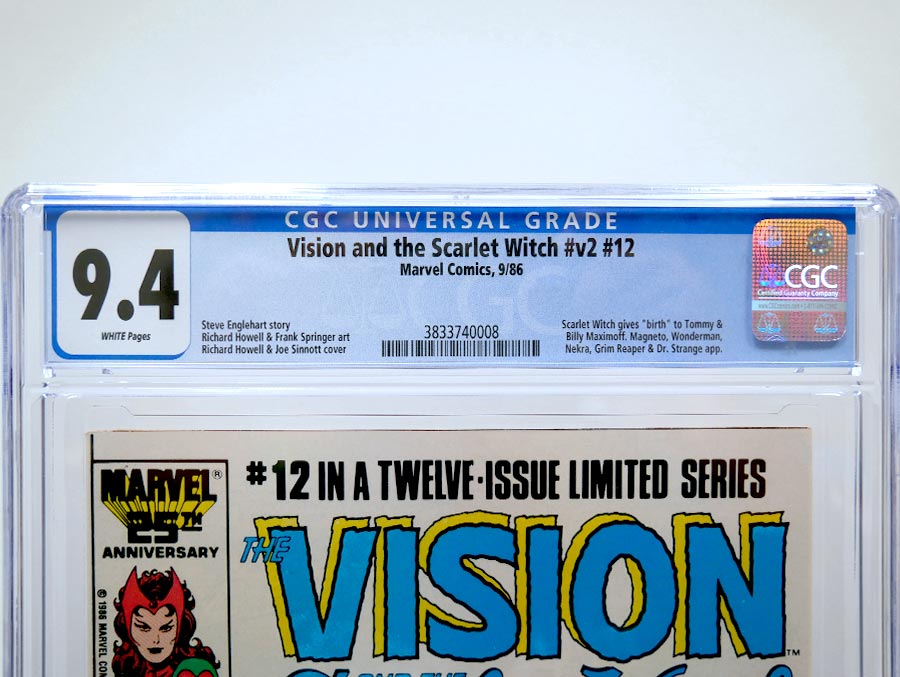 CGC UNIVERSAL GRADE
9.4
WHITE Pages
Vision and the Scarlet Witch #v2 #12
Marvel Comics, 9/86
Steve Englehart story
Richard Howell & Frank Springer art
Richard Howell & Joe Sinnott cover
3833740008
Scarlet Witch gives "birth" to Tommy &
Billy Maximoff. Magneto, Wonderman,
Nekra, Grim Reaper & Dr. Strange app.
CGC
Certified Guaranty Company
MARVEL®
25TH
ANNIVERSARY
© 1986 MARVEL
#12 IN A TWELVE-ISSUE LIMITED SERIES
THE
VISION™
AND THE